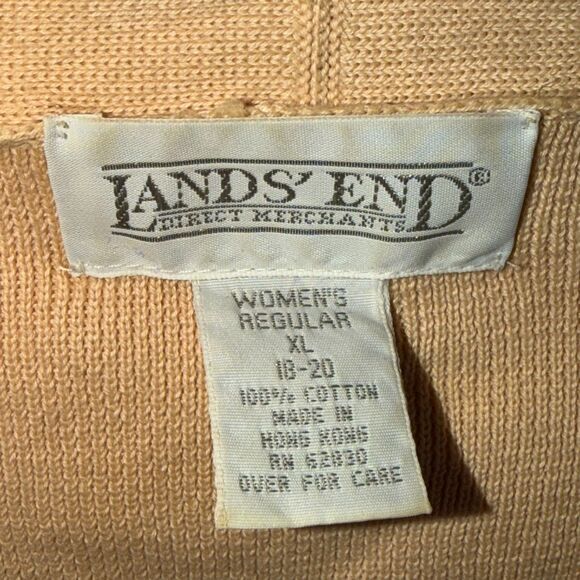 LANDS' END®
DIRECT MERCHANTS
WOMEN'S
REGULAR
XL
18-20
100% COTTON
MADE IN
HONG KONG
RN 62830
OVER FOR CARE